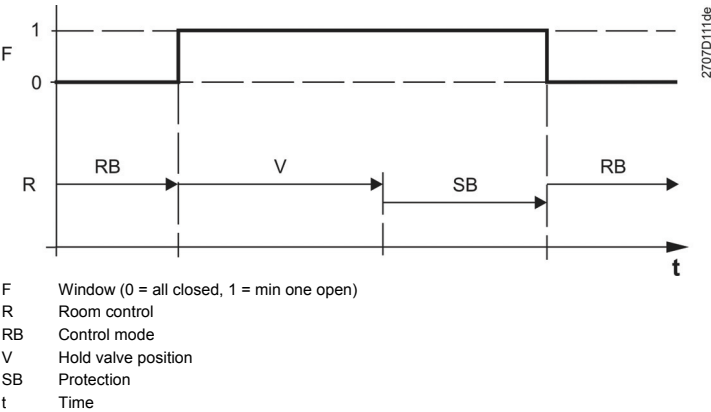 1
F
0
2707D111de
RB
V
RB
R
SB
t
F Window (0 = all closed, 1 = min one open)
R Room control
RB Control mode
V Hold valve position
SB Protection
t Time